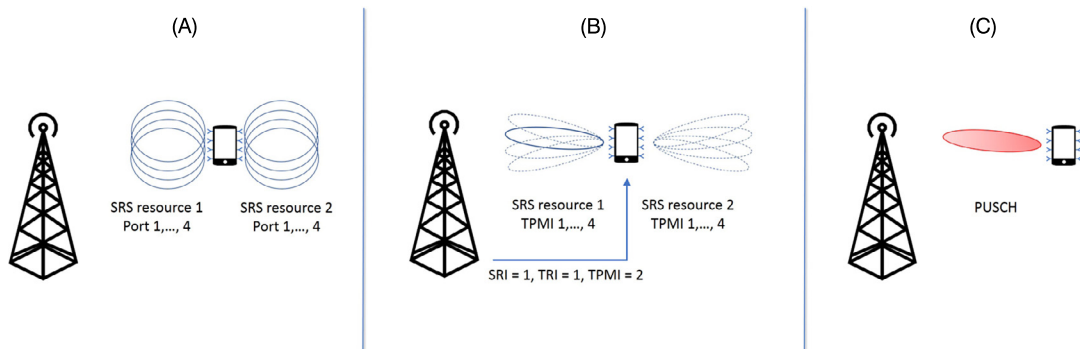 (A)
SRS resource 1
Port 1,..., 4
SRS resource 2
Port 1,..., 4
(B)
SRS resource 1
TPMI 1,..., 4
SRS resource 2
TPMI 1,..., 4
SRI = 1, TRI = 1, TPMI = 2
(C)
PUSCH